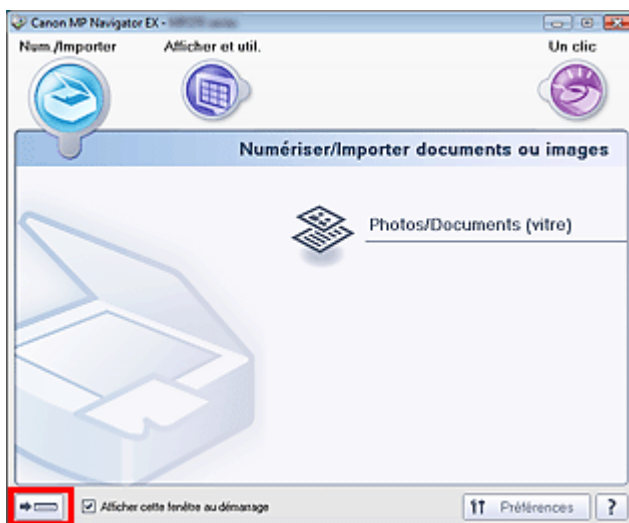 Canon MP Navigator EX -
Num./Importer Afficher et util. Un clic
Numériser/Importer documents ou images
Photos/Documents (vitre)
Afficher cette fenêtre au démarrage
Préférences ?